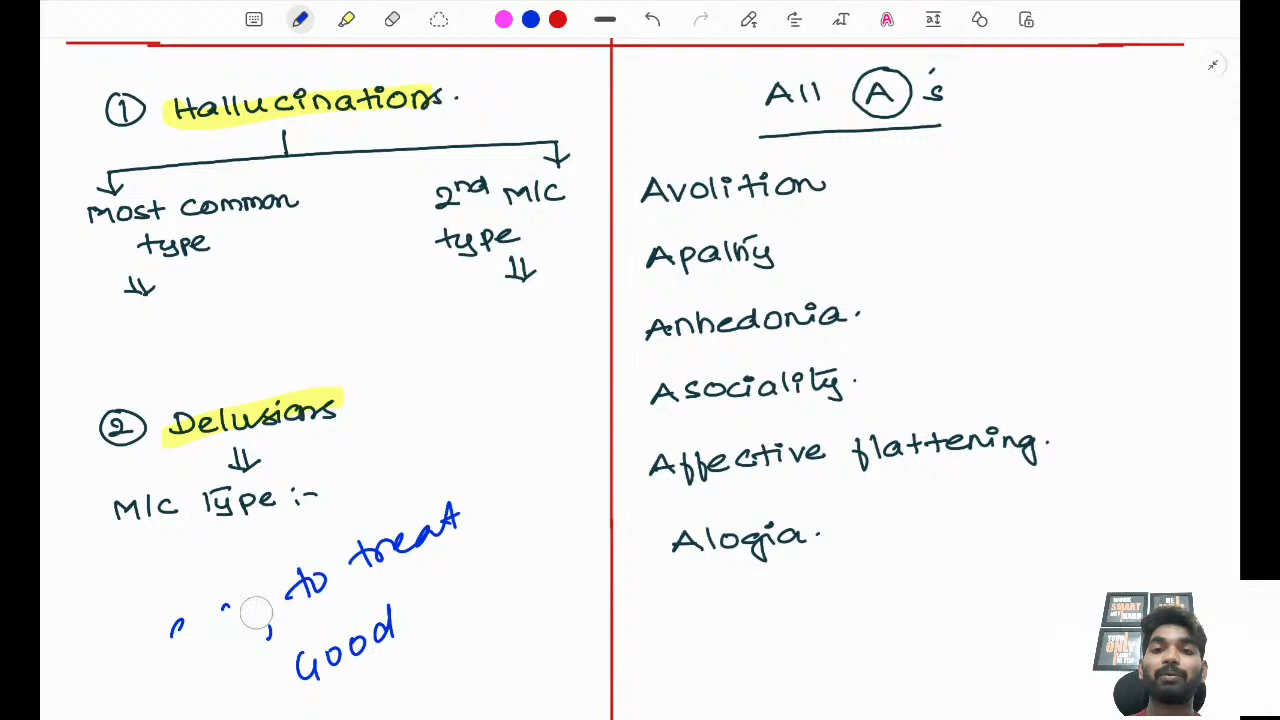 ① Hallucinations.
Most common type
2nd M/C type
② Delusions
M/C Type :-
to treat
Good
All A's
Avolition
Apathy
Anhedonia.
Asociality.
Affective flattening.
Alogia.